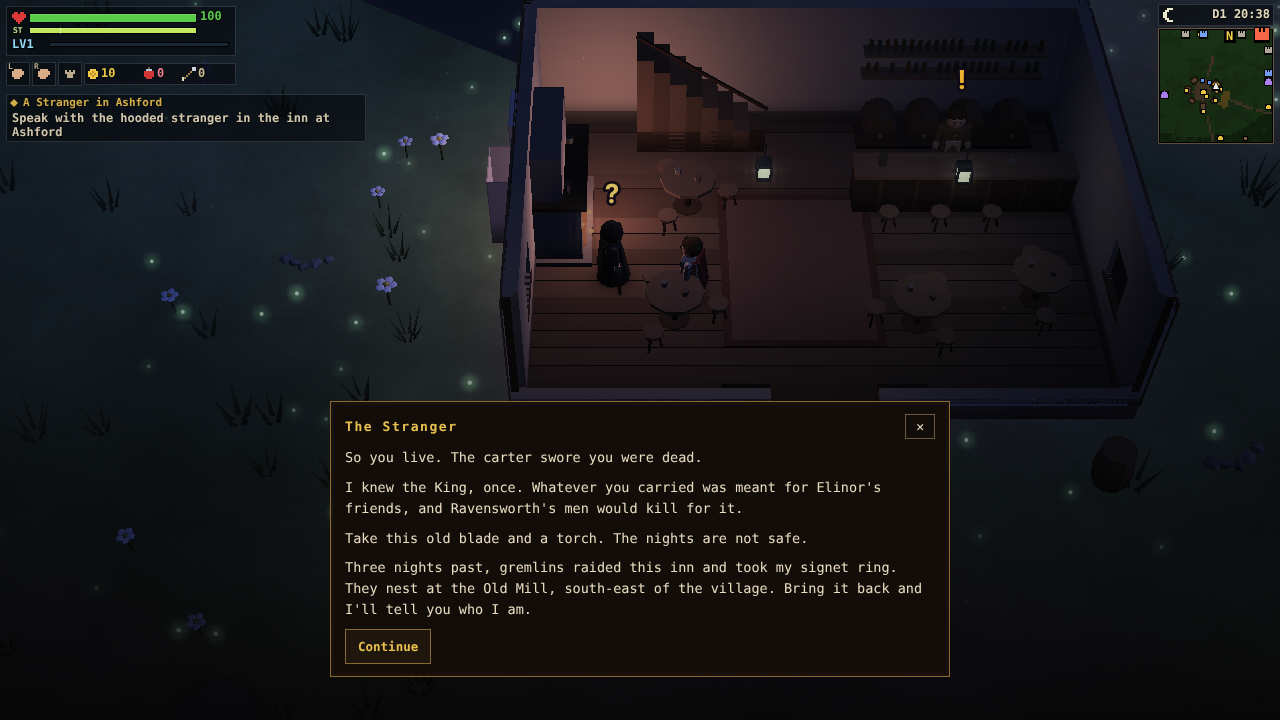 100
ST
LV1
L
R
10
0
0
◆ A Stranger in Ashford
Speak with the hooded stranger in the inn at
Ashford
D1 20:38
N
!
?
The Stranger
×
So you live. The carter swore you were dead.
I knew the King, once. Whatever you carried was meant for Elinor's
friends, and Ravensworth's men would kill for it.
Take this old blade and a torch. The nights are not safe.
Three nights past, gremlins raided this inn and took my signet ring.
They nest at the Old Mill, south-east of the village. Bring it back and
I'll tell you who I am.
Continue